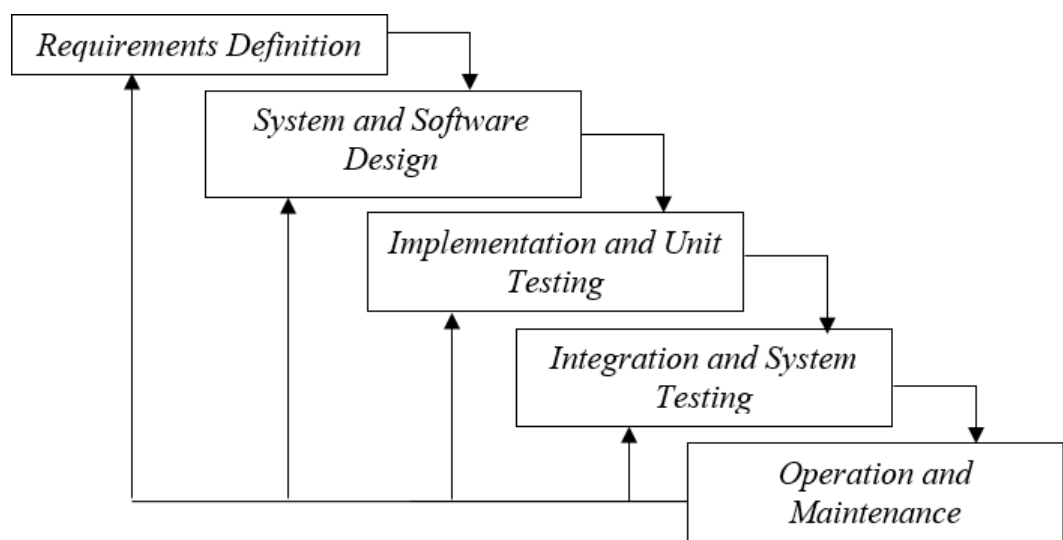 Requirements Definition
System and Software
Design
Implementation and Unit
Testing
Integration and System
Testing
Operation and
Maintenance